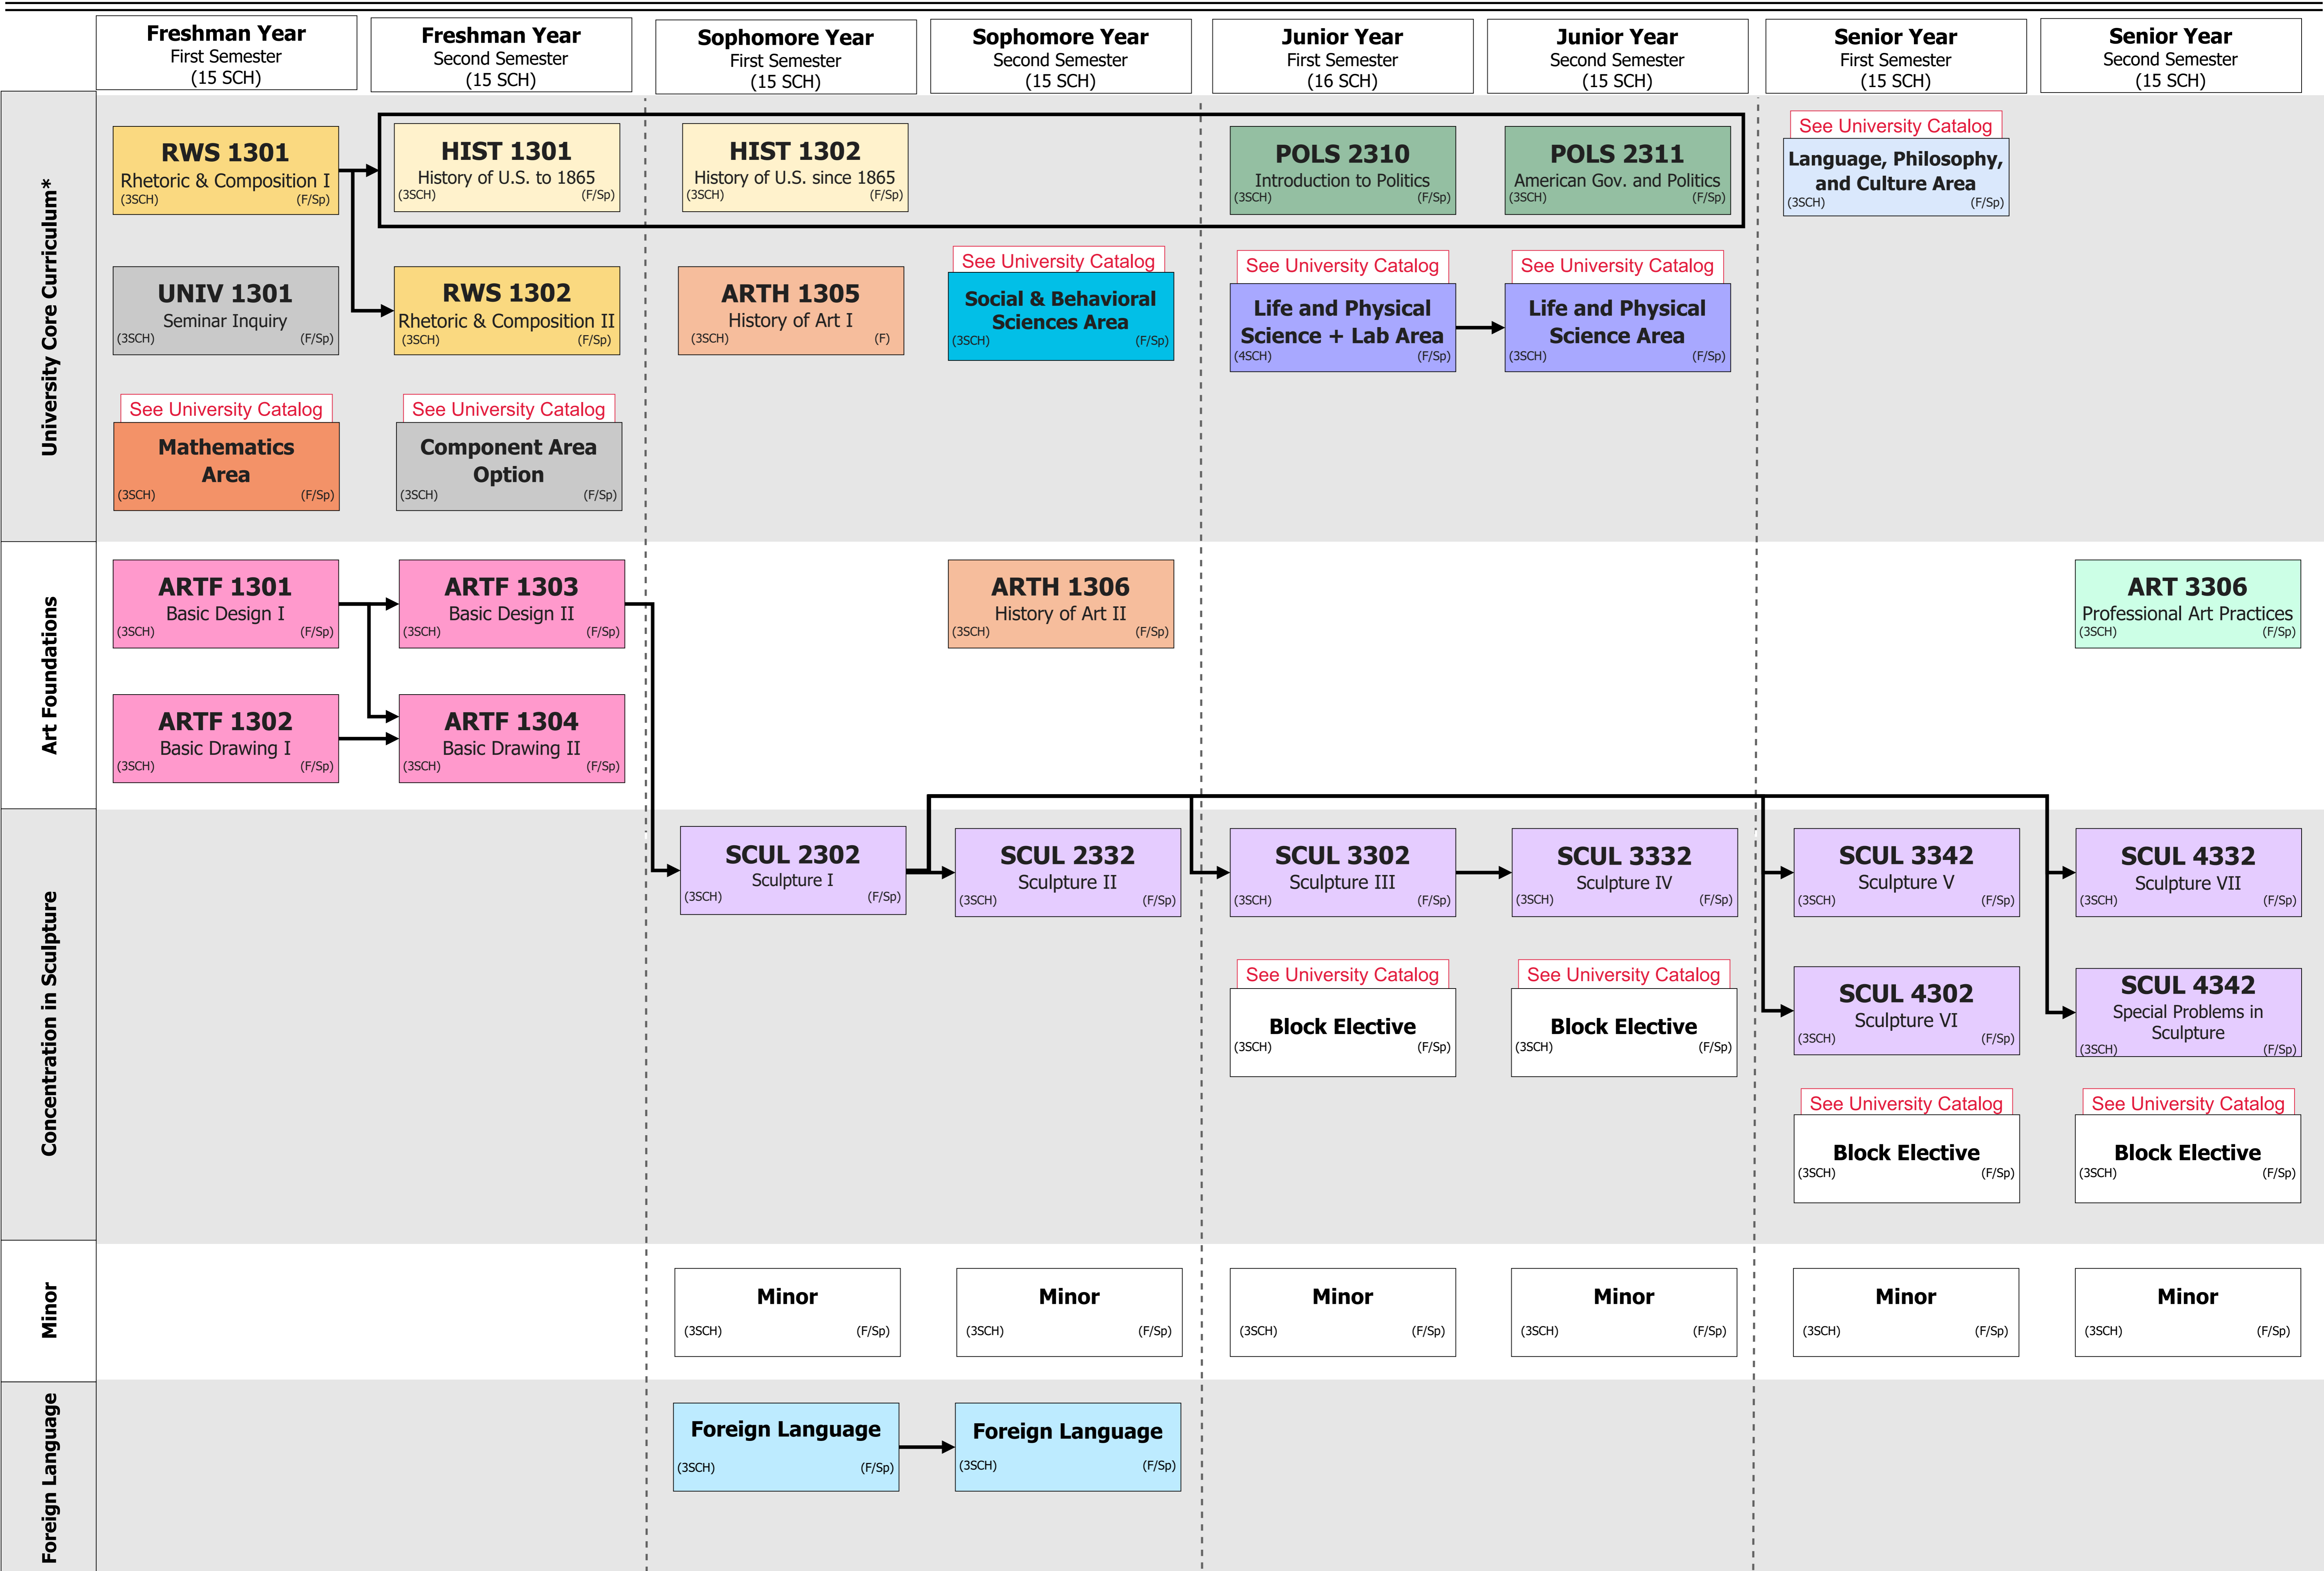 Freshman Year
First Semester
(15 SCH)
Freshman Year
Second Semester
(15 SCH)
Sophomore Year
First Semester
(15 SCH)
Sophomore Year
Second Semester
(15 SCH)
Junior Year
First Semester
(16 SCH)
Junior Year
Second Semester
(15 SCH)
Senior Year
First Semester
(15 SCH)
Senior Year
Second Semester
(15 SCH)
University Core Curriculum*
RWS 1301
Rhetoric & Composition I
(3SCH) (F/Sp)
HIST 1301
History of U.S. to 1865
(3SCH) (F/Sp)
HIST 1302
History of U.S. since 1865
(3SCH) (F/Sp)
POLS 2310
Introduction to Politics
(3SCH) (F/Sp)
POLS 2311
American Gov. and Politics
(3SCH) (F/Sp)
See University Catalog
Language, Philosophy,
and Culture Area
(3SCH) (F/Sp)
UNIV 1301
Seminar Inquiry
(3SCH) (F/Sp)
RWS 1302
Rhetoric & Composition II
(3SCH) (F/Sp)
ARTH 1305
History of Art I
(3SCH) (F)
See University Catalog
Social & Behavioral
Sciences Area
(3SCH) (F/Sp)
See University Catalog
Life and Physical
Science + Lab Area
(4SCH) (F/Sp)
See University Catalog
Life and Physical
Science Area
(3SCH) (F/Sp)
See University Catalog
Mathematics
Area
(3SCH) (F/Sp)
See University Catalog
Component Area
Option
(3SCH) (F/Sp)
Art Foundations
ARTF 1301
Basic Design I
(3SCH) (F/Sp)
ARTF 1303
Basic Design II
(3SCH) (F/Sp)
ARTH 1306
History of Art II
(3SCH) (F/Sp)
ART 3306
Professional Art Practices
(3SCH) (F/Sp)
ARTF 1302
Basic Drawing I
(3SCH) (F/Sp)
ARTF 1304
Basic Drawing II
(3SCH) (F/Sp)
Concentration in Sculpture
SCUL 2302
Sculpture I
(3SCH) (F/Sp)
SCUL 2332
Sculpture II
(3SCH) (F/Sp)
SCUL 3302
Sculpture III
(3SCH) (F/Sp)
SCUL 3332
Sculpture IV
(3SCH) (F/Sp)
SCUL 3342
Sculpture V
(3SCH) (F/Sp)
SCUL 4332
Sculpture VII
(3SCH) (F/Sp)
See University Catalog
Block Elective
(3SCH) (F/Sp)
See University Catalog
Block Elective
(3SCH) (F/Sp)
SCUL 4302
Sculpture VI
(3SCH) (F/Sp)
SCUL 4342
Special Problems in
Sculpture
(3SCH) (F/Sp)
See University Catalog
Block Elective
(3SCH) (F/Sp)
See University Catalog
Block Elective
(3SCH) (F/Sp)
Minor
Minor
(3SCH) (F/Sp)
Minor
(3SCH) (F/Sp)
Minor
(3SCH) (F/Sp)
Minor
(3SCH) (F/Sp)
Minor
(3SCH) (F/Sp)
Minor
(3SCH) (F/Sp)
Foreign Language
Foreign Language
(3SCH) (F/Sp)
Foreign Language
(3SCH) (F/Sp)